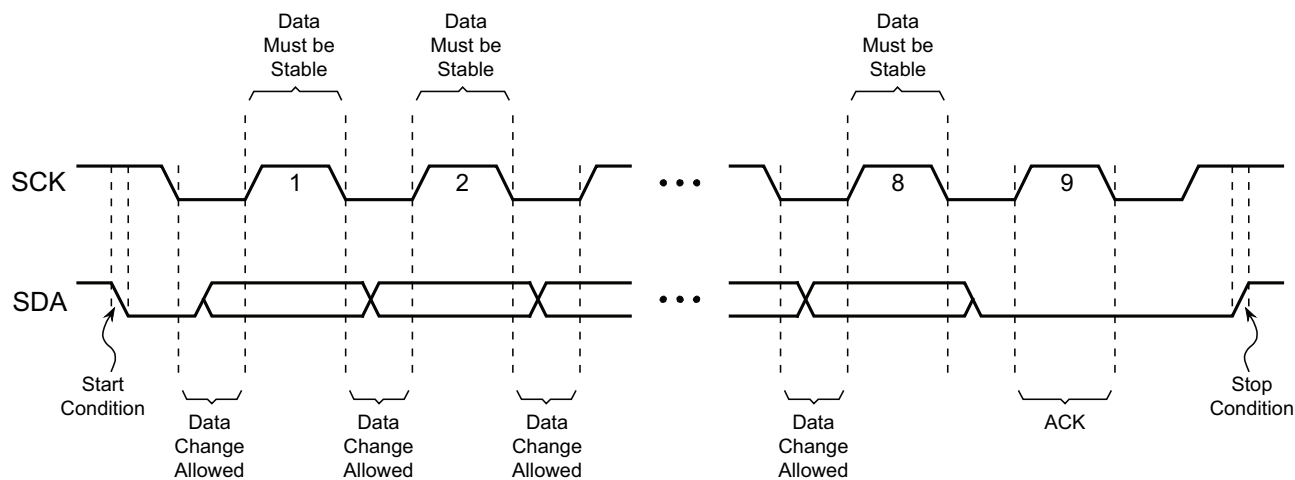 Data
Must be
Stable
Data
Must be
Stable
Data
Must be
Stable
SCK
1
2
8
9
SDA
Start
Condition
Data
Change
Allowed
Data
Change
Allowed
Data
Change
Allowed
Data
Change
Allowed
ACK
Stop
Condition